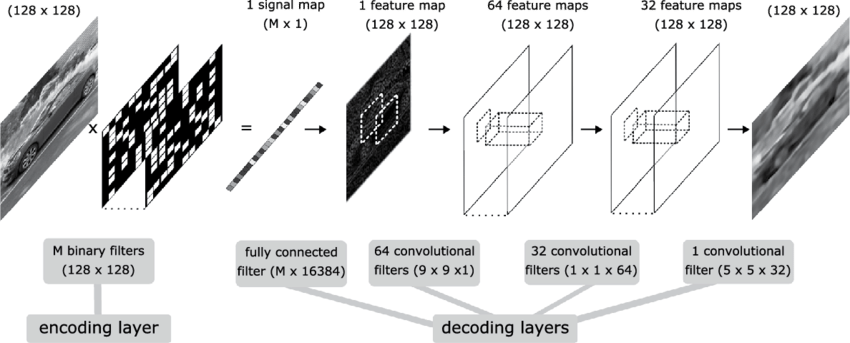 (128 x 128)
1 signal map
(M x 1)
1 feature map
(128 x 128)
64 feature maps
(128 x 128)
32 feature maps
(128 x 128)
(128 x 128)
x
=
M binary filters
(128 x 128)
fully connected
filter (M x 16384)
64 convolutional
filters (9 x 9 x1)
32 convolutional
filters (1 x 1 x 64)
1 convolutional
filter (5 x 5 x 32)
encoding layer
decoding layers